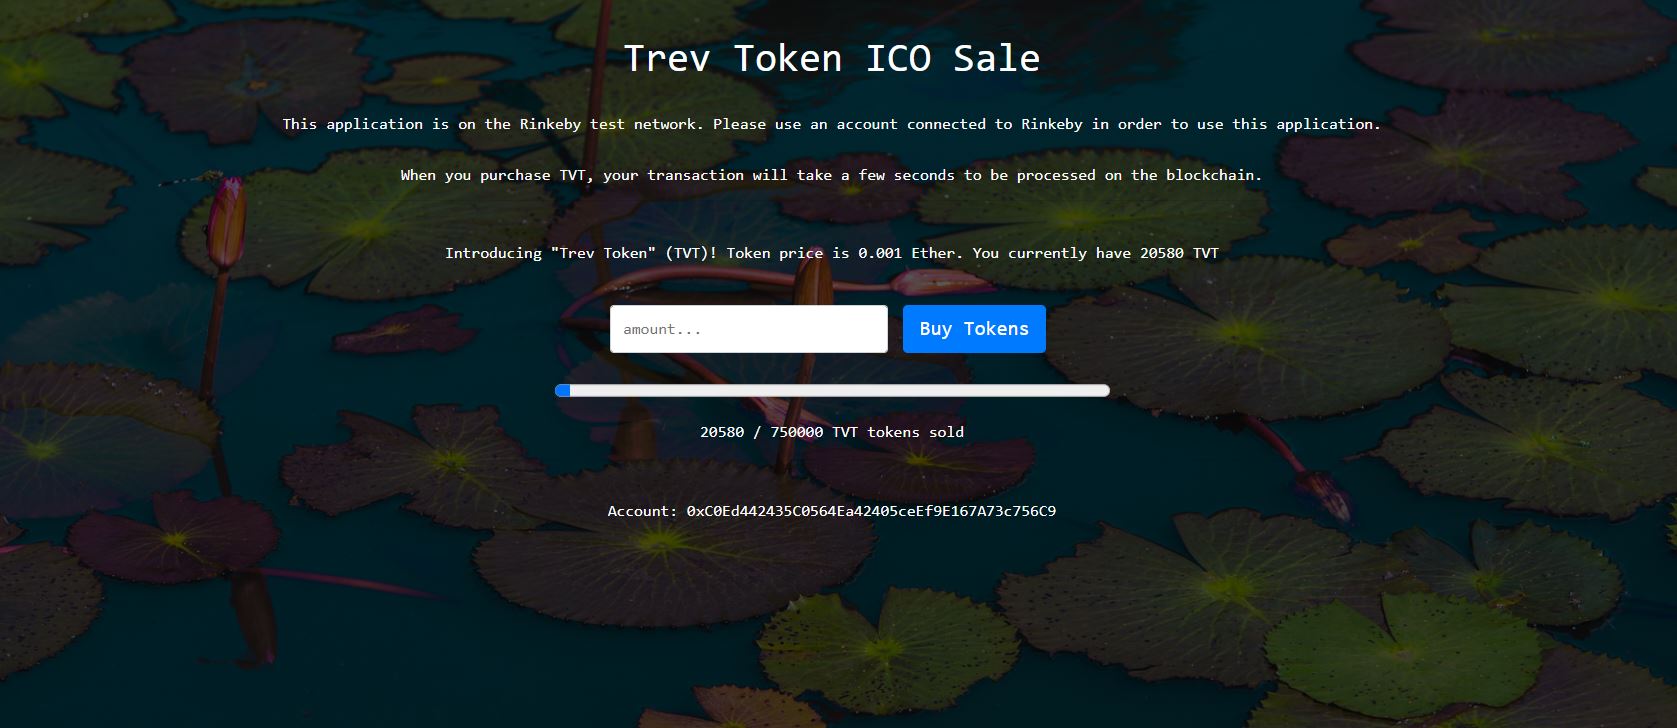 Trev Token ICO Sale
This application is on the Rinkeby test network. Please use an account connected to Rinkeby in order to use this application.
When you purchase TVT, your transaction will take a few seconds to be processed on the blockchain.
Introducing "Trev Token" (TVT)! Token price is 0.001 Ether. You currently have 20580 TVT
amount... Buy Tokens
20580 / 750000 TVT tokens sold
Account: 0xC0Ed442435C0564Ea42405ceEf9E167A73c756C9